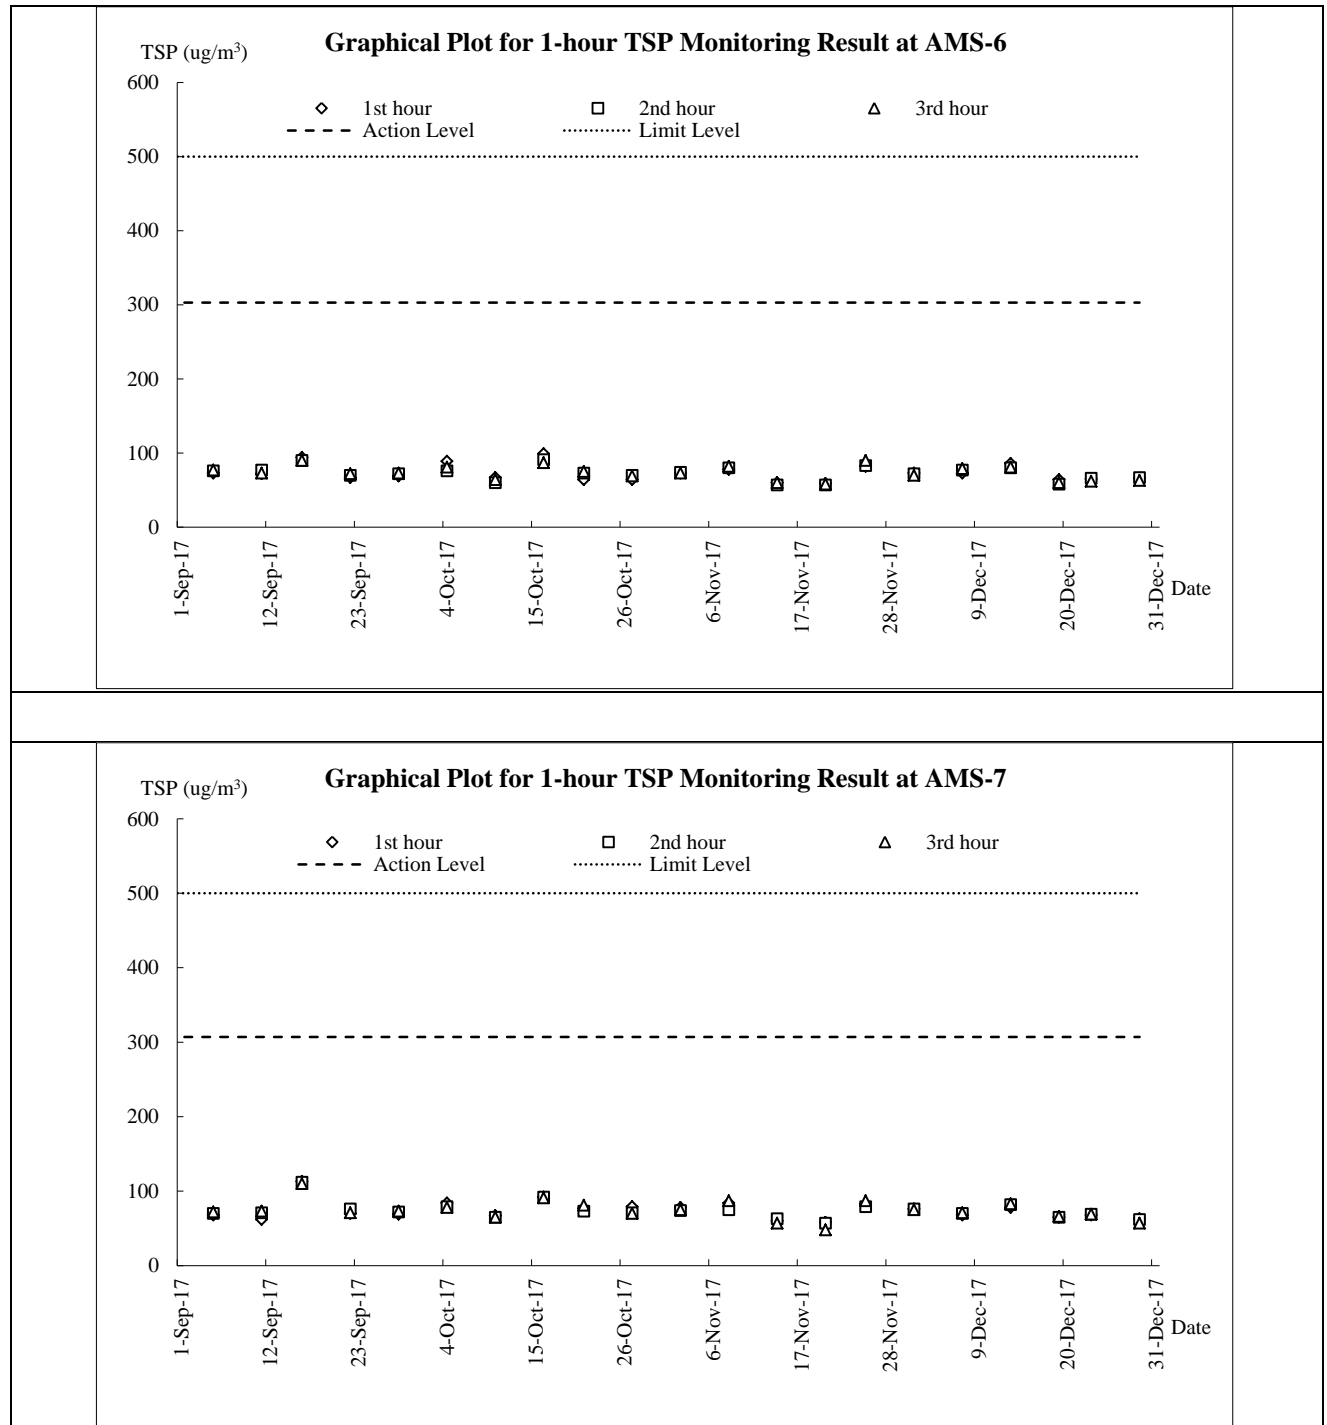 Graphical Plot for 1-hour TSP Monitoring Result at AMS-6
TSP (ug/m³)
600
1st hour 2nd hour 3rd hour
Action Level Limit Level
500
400
300
200
100
0
1-Sep-17 12-Sep-17 23-Sep-17 4-Oct-17 15-Oct-17 26-Oct-17 6-Nov-17 17-Nov-17 28-Nov-17 9-Dec-17 20-Dec-17 31-Dec-17
Date
Graphical Plot for 1-hour TSP Monitoring Result at AMS-7
TSP (ug/m³)
600
1st hour 2nd hour 3rd hour
Action Level Limit Level
500
400
300
200
100
0
1-Sep-17 12-Sep-17 23-Sep-17 4-Oct-17 15-Oct-17 26-Oct-17 6-Nov-17 17-Nov-17 28-Nov-17 9-Dec-17 20-Dec-17 31-Dec-17
Date